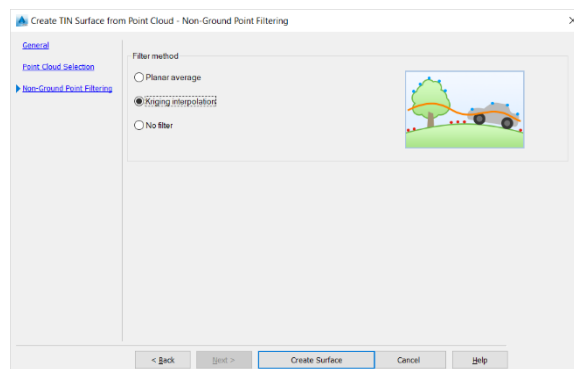 Create TIN Surface from Point Cloud - Non-Ground Point Filtering
General
Point Cloud Selection
Non-Ground Point Filtering
Filter method
Planar average
Kriging interpolation
No filter
< Back
Next >
Create Surface
Cancel
Help